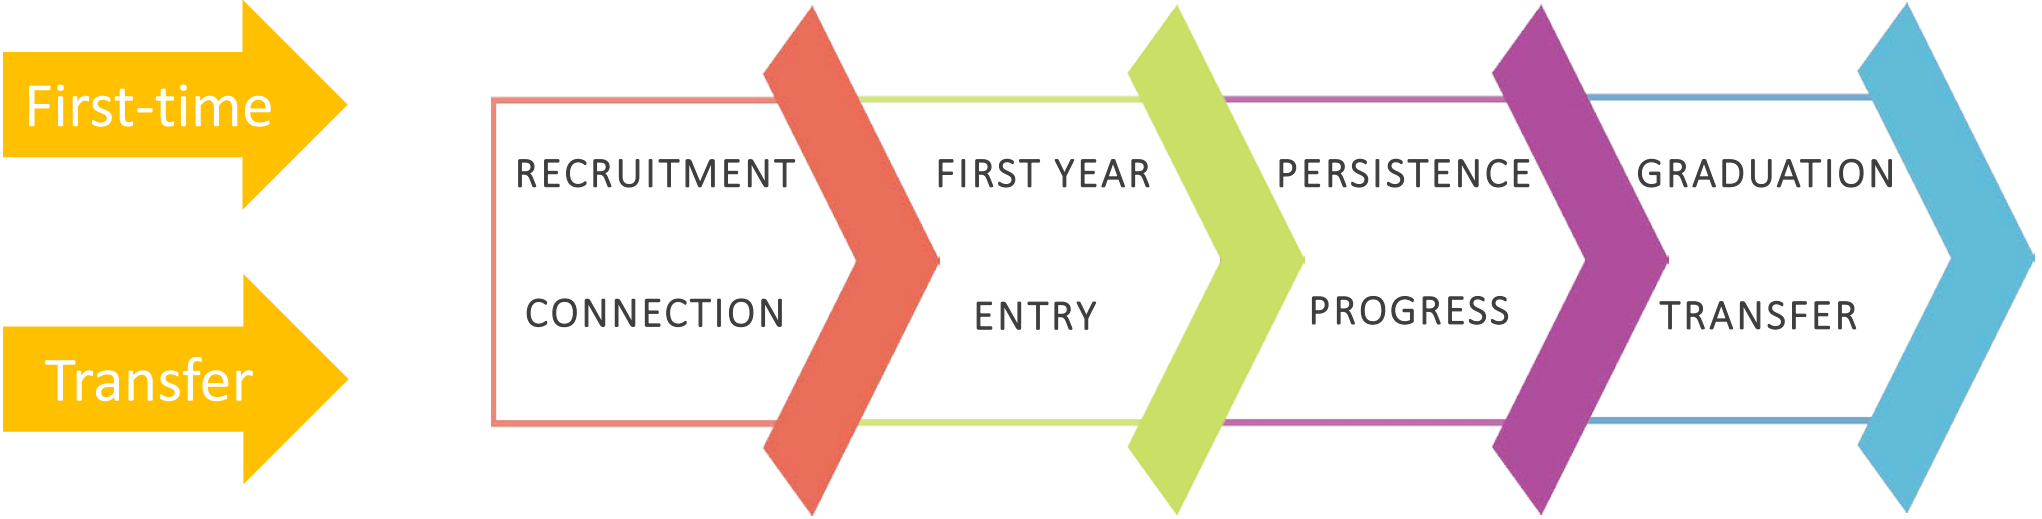 First-time
RECRUITMENT
FIRST YEAR
PERSISTENCE
GRADUATION
Transfer
CONNECTION
ENTRY
PROGRESS
TRANSFER